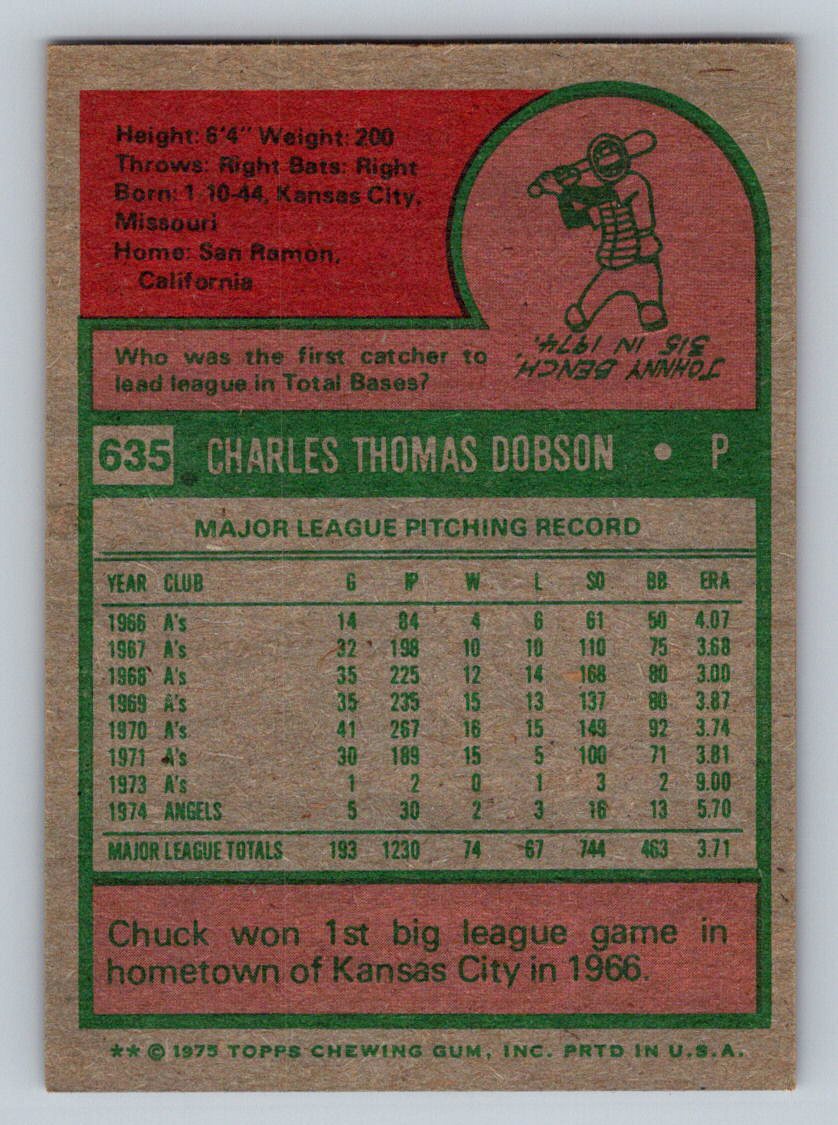 Height: 6'4" Weight: 200
Throws: Right Bats: Right
Born: 1-10-44, Kansas City,
Missouri
Home: San Ramon,
California
Who was the first catcher to
lead league in Total Bases?
JOHNNY BENCH,
315 IN 1974.
635 CHARLES THOMAS DOBSON • P
MAJOR LEAGUE PITCHING RECORD
YEAR CLUB G IP W L SO BB ERA
1966 A's 14 84 4 6 61 50 4.07
1967 A's 32 198 10 10 110 75 3.68
1968 A's 35 225 12 14 168 80 3.00
1969 A's 35 235 15 13 137 80 3.87
1970 A's 41 267 16 15 149 92 3.74
1971 A's 30 189 15 5 100 71 3.81
1973 A's 1 2 0 1 3 2 9.00
1974 ANGELS 5 30 2 3 16 13 5.70
MAJOR LEAGUE TOTALS 193 1230 74 67 744 463 3.71
Chuck won 1st big league game in
hometown of Kansas City in 1966.
** © 1975 TOPPS CHEWING GUM, INC. PRTD IN U.S.A.